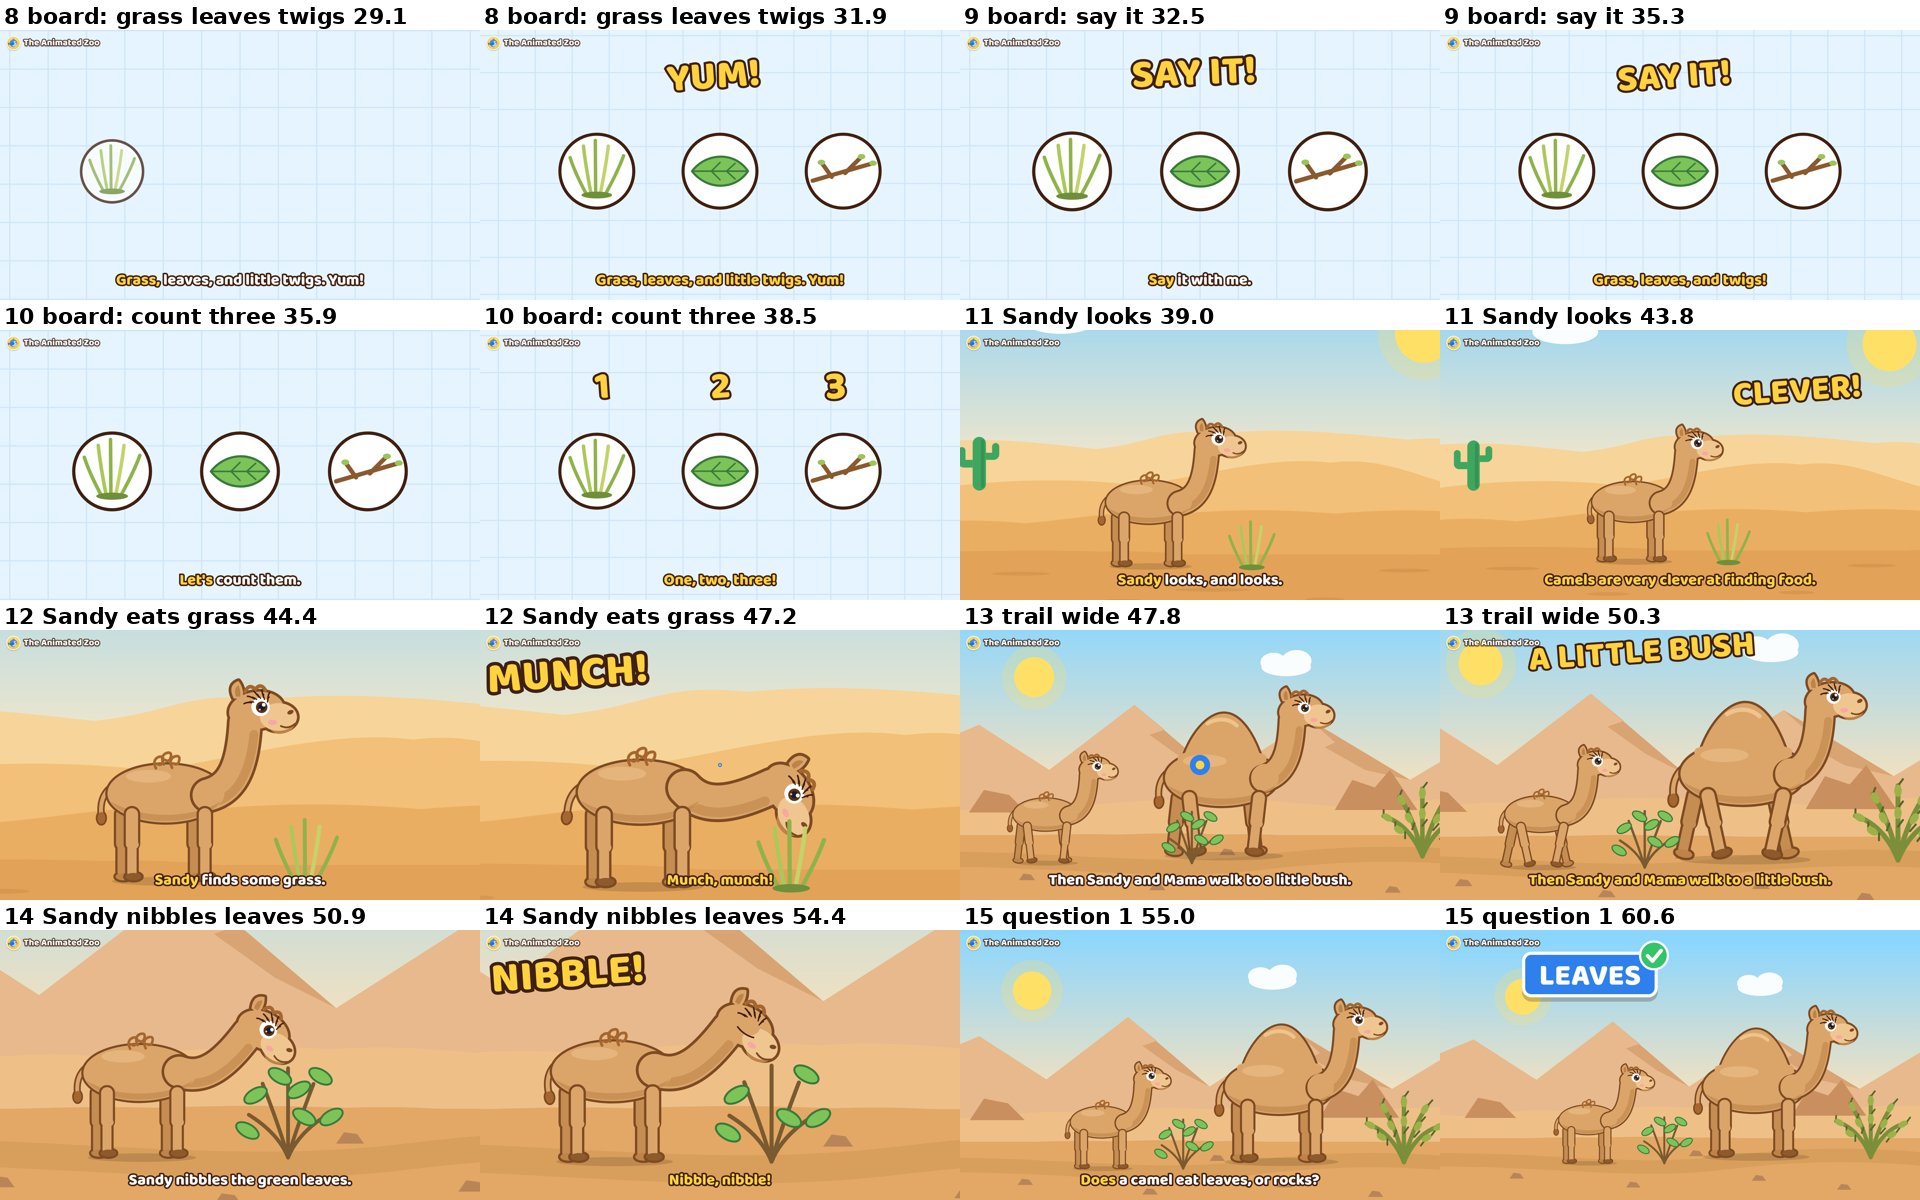 8 board: grass leaves twigs 29.1
The Animated Zoo
Grass, leaves, and little twigs. Yum!
8 board: grass leaves twigs 31.9
The Animated Zoo
YUM!
Grass, leaves, and little twigs. Yum!
9 board: say it 32.5
The Animated Zoo
SAY IT!
Say it with me.
9 board: say it 35.3
The Animated Zoo
SAY IT!
Grass, leaves, and twigs!
10 board: count three 35.9
The Animated Zoo
Let's count them.
10 board: count three 38.5
The Animated Zoo
1 2 3
One, two, three!
11 Sandy looks 39.0
The Animated Zoo
Sandy looks, and looks.
11 Sandy looks 43.8
The Animated Zoo
CLEVER!
Camels are very clever at finding food.
12 Sandy eats grass 44.4
The Animated Zoo
Sandy finds some grass.
12 Sandy eats grass 47.2
The Animated Zoo
MUNCH!
Munch, munch!
13 trail wide 47.8
The Animated Zoo
Then Sandy and Mama walk to a little bush.
13 trail wide 50.3
The Animated Zoo
A LITTLE BUSH
Then Sandy and Mama walk to a little bush.
14 Sandy nibbles leaves 50.9
The Animated Zoo
Sandy nibbles the green leaves.
14 Sandy nibbles leaves 54.4
The Animated Zoo
NIBBLE!
Nibble, nibble!
15 question 1 55.0
The Animated Zoo
Does a camel eat leaves, or rocks?
15 question 1 60.6
The Animated Zoo
LEAVES